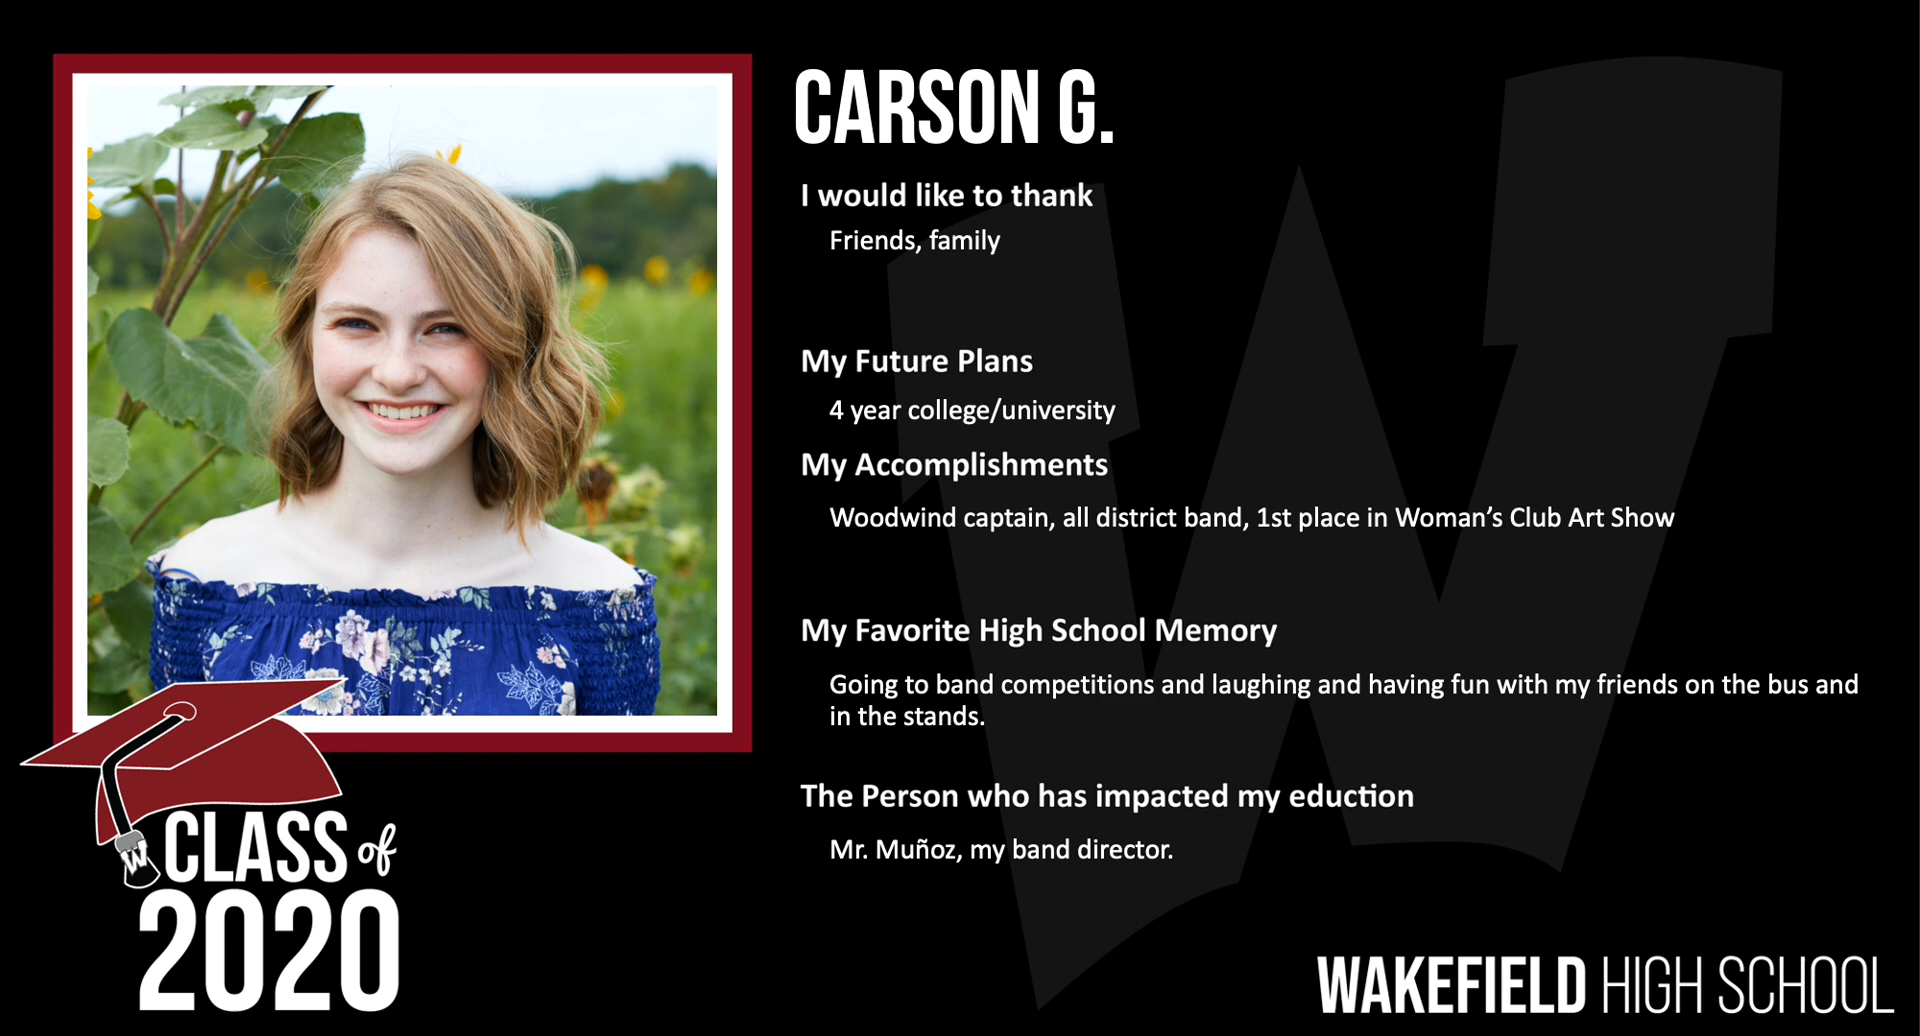 CARSON G.
I would like to thank
Friends, family
My Future Plans
4 year college/university
My Accomplishments
Woodwind captain, all district band, 1st place in Woman’s Club Art Show
My Favorite High School Memory
Going to band competitions and laughing and having fun with my friends on the bus and
in the stands.
The Person who has impacted my eduction
Mr. Muñoz, my band director.
W
CLASS of
2020
WAKEFIELD HIGH SCHOOL